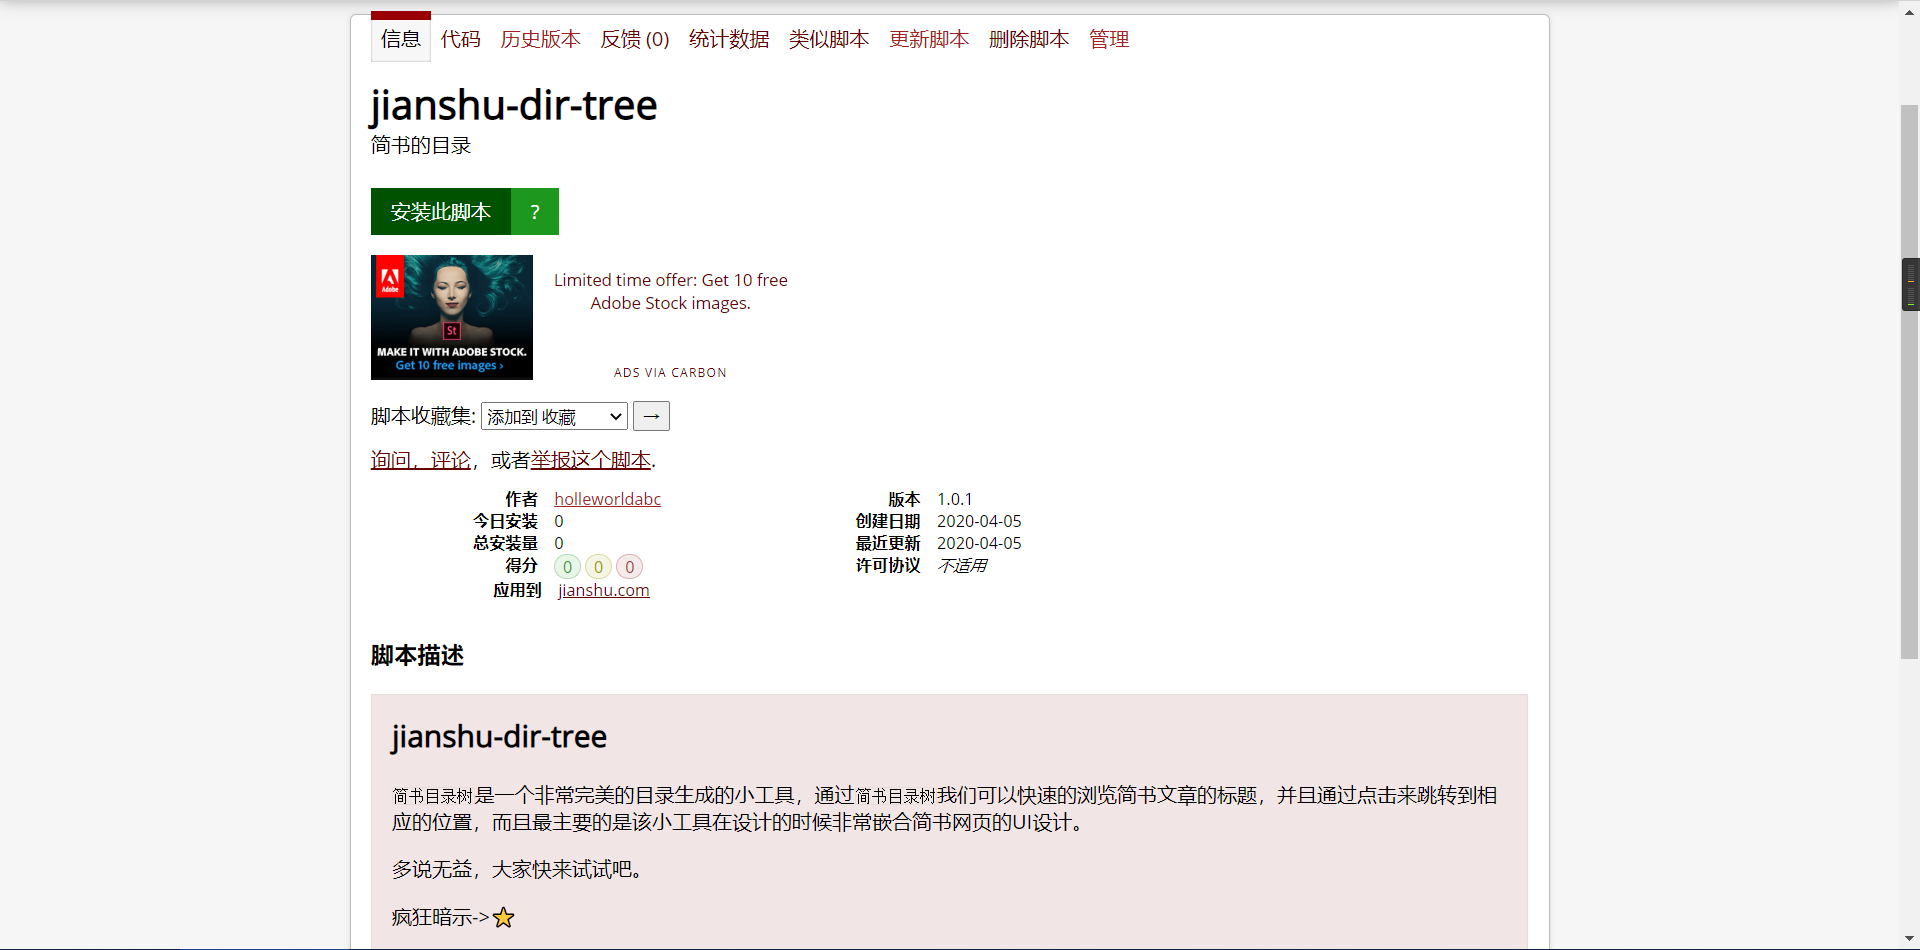 信息 代码 历史版本 反馈 (0) 统计数据 类似脚本 更新脚本 删除脚本 管理
jianshu-dir-tree
简书的目录
安装此脚本 ?
Adobe
St
MAKE IT WITH ADOBE STOCK.
Get 10 free images ›
Limited time offer: Get 10 free
Adobe Stock images.
ADS VIA CARBON
脚本收藏集: 添加到 收藏 →
询问，评论，或者举报这个脚本.
作者 holleworldabc
今日安装 0
总安装量 0
得分 0 0 0
应用到 jianshu.com
版本 1.0.1
创建日期 2020-04-05
最近更新 2020-04-05
许可协议 不适用
脚本描述
jianshu-dir-tree
简书目录树是一个非常完美的目录生成的小工具，通过简书目录树我们可以快速的浏览简书文章的标题，并且通过点击来跳转到相
应的位置，而且最主要的是该小工具在设计的时候非常嵌合简书网页的UI设计。
多说无益，大家快来试试吧。
疯狂暗示->⭐